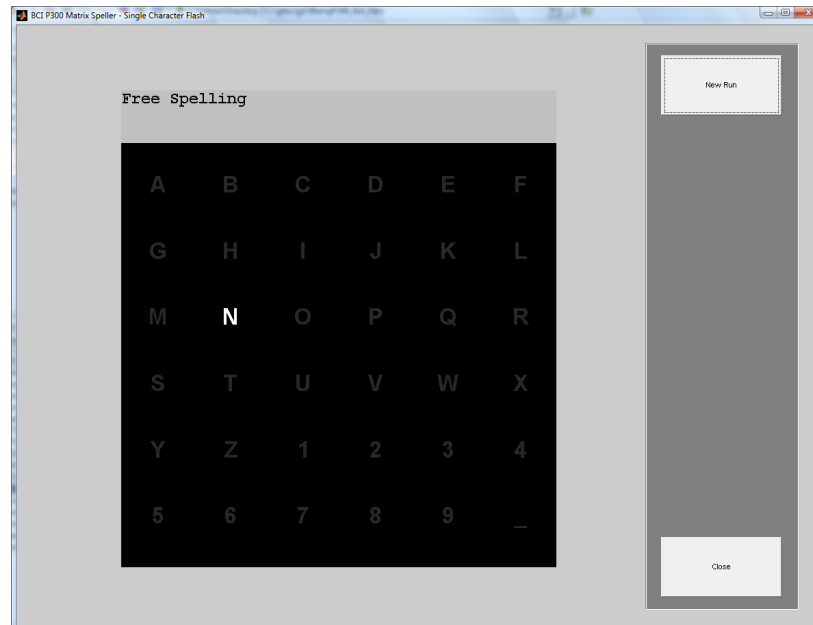 BCI P300 Matrix Speller - Single Character Flash
New Run
Free Spelling
A B C D E F
G H I J K L
M N O P Q R
S T U V W X
Y Z 1 2 3 4
5 6 7 8 9 _
Close